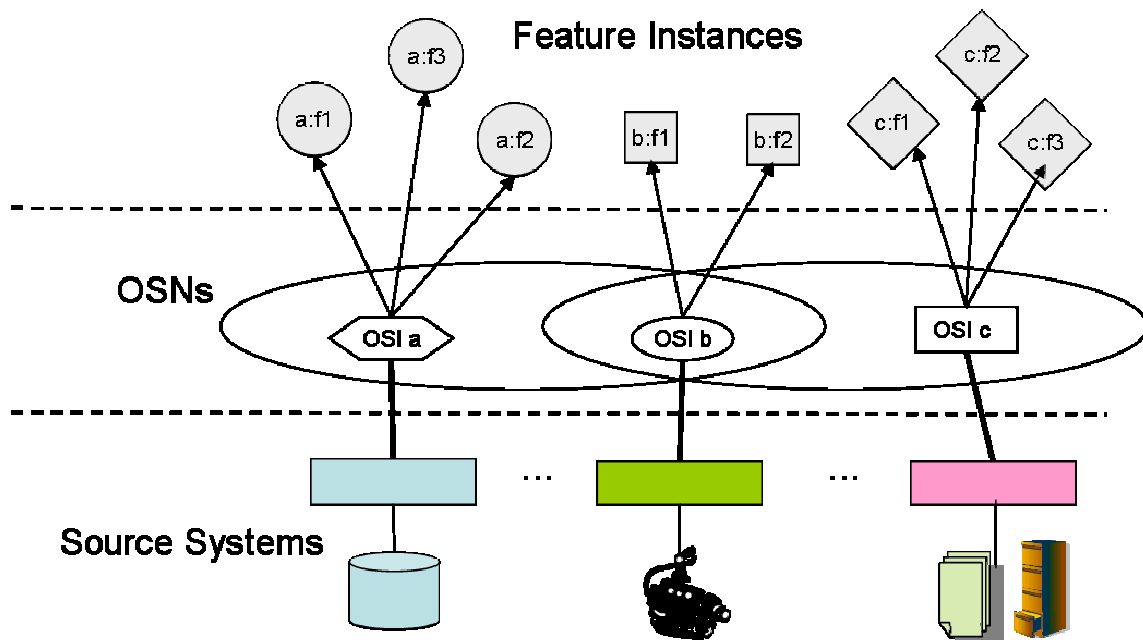 Feature Instances
a:f3
c:f2
a:f1
a:f2
b:f1
b:f2
c:f1
c:f3
OSNs
OSI a
OSI b
OSI c
...
...
Source Systems